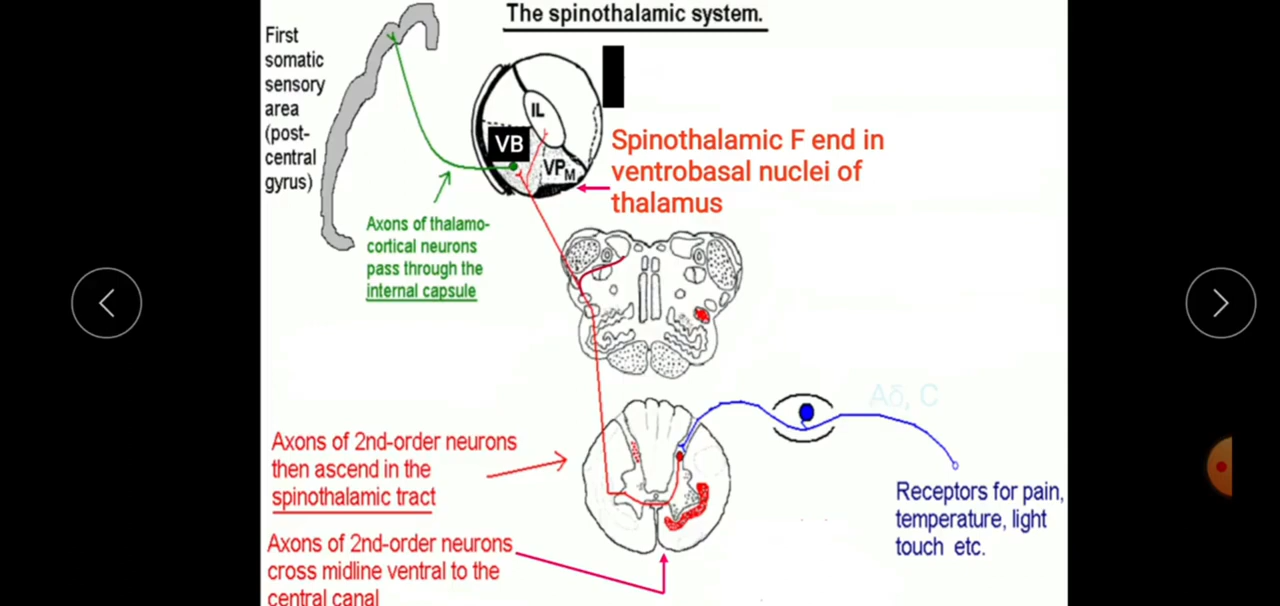 The spinothalamic system.
First
somatic
sensory
area
(post-
central
gyrus)
IL
VB
VPM
Spinothalamic F end in
ventrobasal nuclei of
thalamus
Axons of thalamo-
cortical neurons
pass through the
internal capsule
Aδ, C
Axons of 2nd-order neurons
then ascend in the
spinothalamic tract
Receptors for pain,
temperature, light
touch etc.
Axons of 2nd-order neurons
cross midline ventral to the
central canal